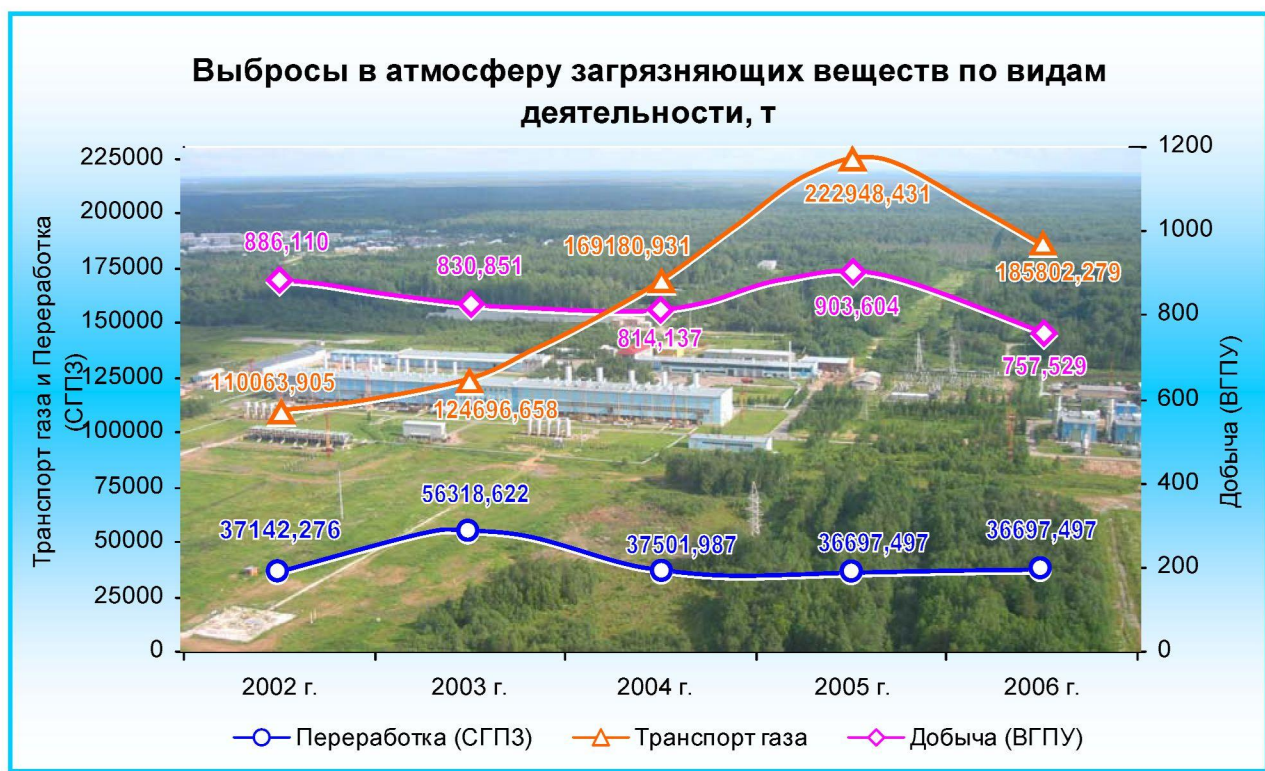 Выбросы в атмосферу загрязняющих веществ по видам
деятельности, т
Транспорт газа и Переработка
(СГПЗ)
225000
200000
175000
150000
125000
100000
75000
50000
25000
0
1200
1000
800
600
400
200
0
Добыча (ВГПУ)
886,110
830,851
814,137
903,604
757,529
110063,905
124696,658
169180,931
222948,431
185802,279
37142,276
56318,622
37501,987
36697,497
36697,497
2002 г.
2003 г.
2004 г.
2005 г.
2006 г.
Переработка (СГПЗ)
Транспорт газа
Добыча (ВГПУ)